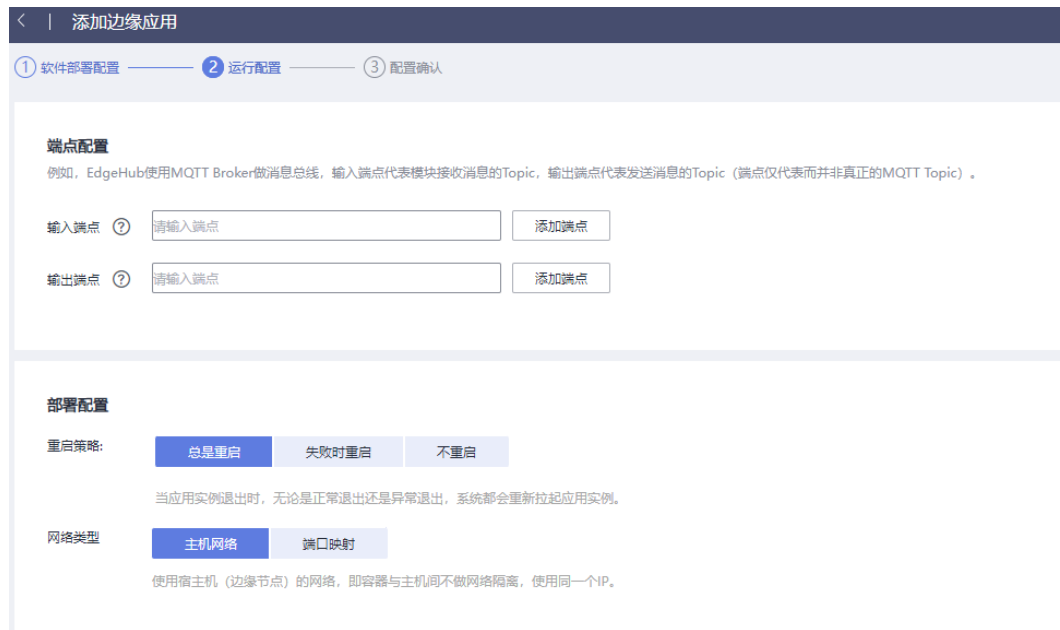 添加边缘应用
1 软件部署配置 2 运行配置 3 配置确认
端点配置
例如，EdgeHub使用MQTT Broker做消息总线，输入端点代表模块接收消息的Topic，输出端点代表发送消息的Topic（端点仅代表而并非真正的MQTT Topic）。
输入端点 ? 请输入端点 添加端点
输出端点 ? 请输入端点 添加端点
部署配置
重启策略: 总是重启 失败时重启 不重启
当应用实例退出时，无论是正常退出还是异常退出，系统都会重新拉起应用实例。
网络类型 主机网络 端口映射
使用宿主机（边缘节点）的网络，即容器与主机间不做网络隔离，使用同一个IP。